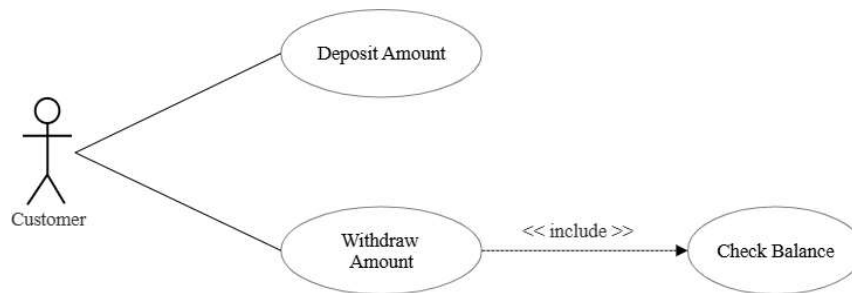 Deposit Amount
Customer
Withdraw
Amount
<< include >>
Check Balance